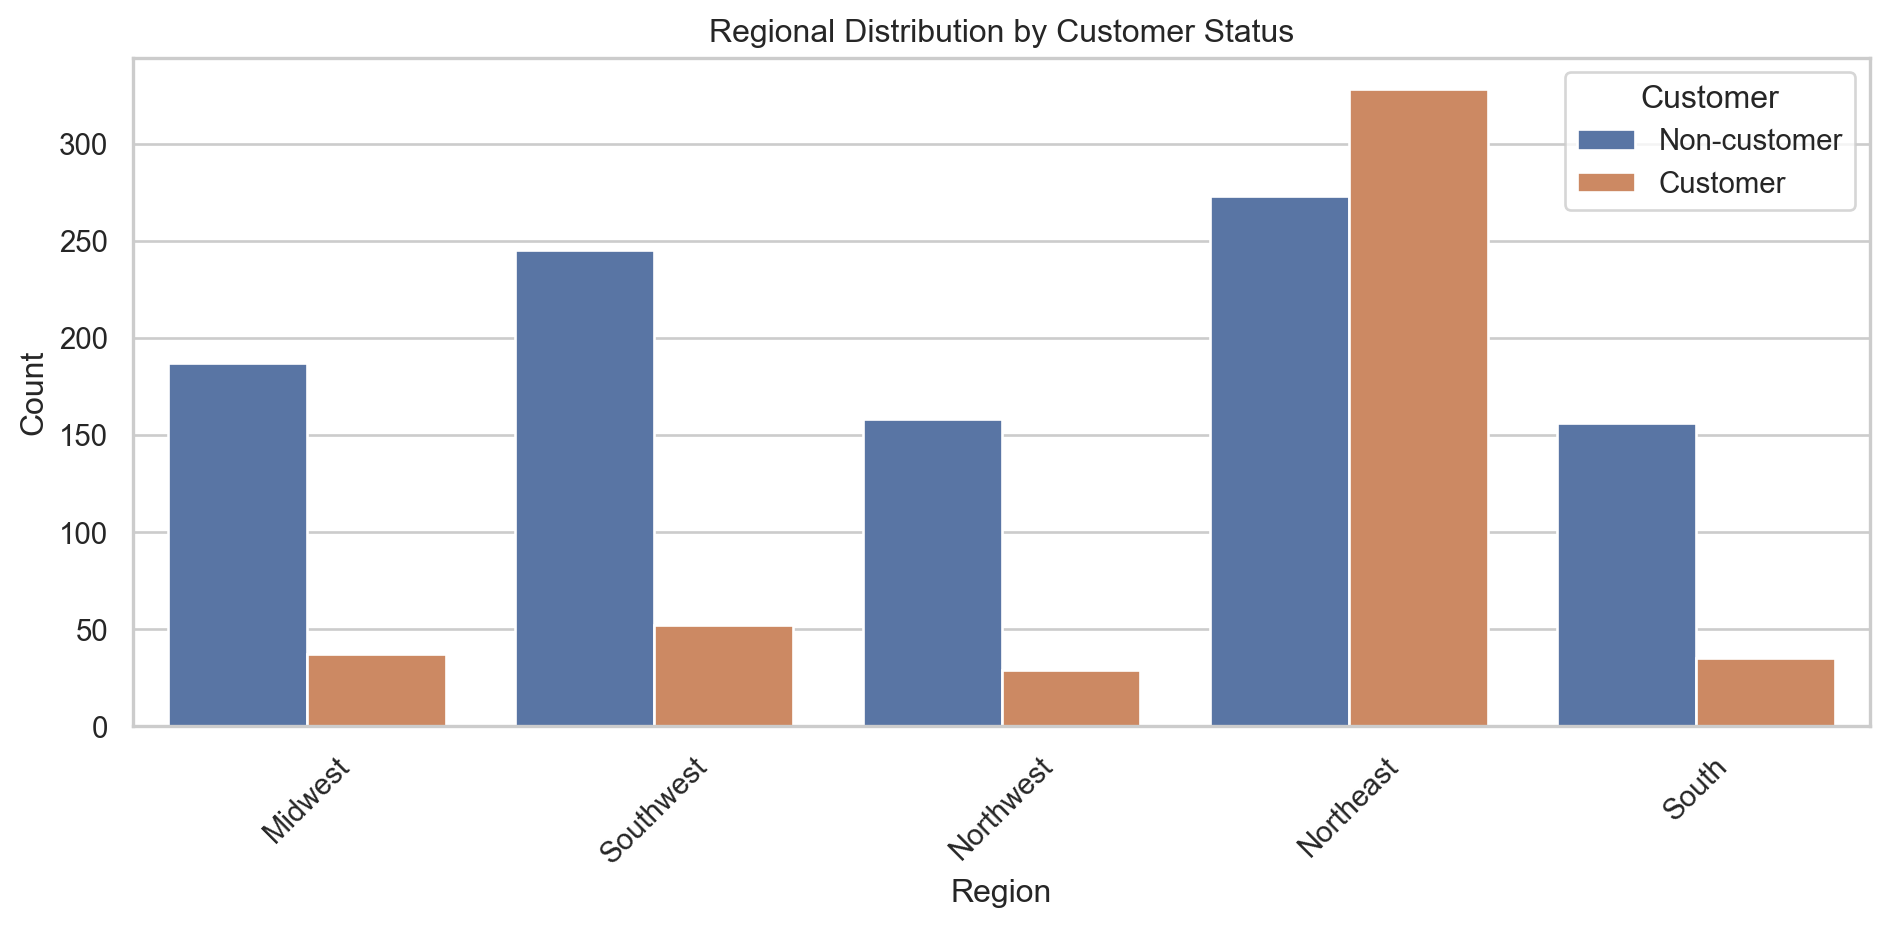 Regional Distribution by Customer Status
Customer
Non-customer
Customer
Count
300
250
200
150
100
50
0
Midwest
Southwest
Northwest
Northeast
South
Region